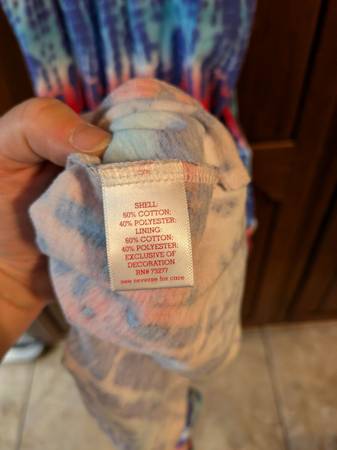 SHELL:
60% COTTON;
40% POLYESTER;
LINING:
60% COTTON;
40% POLYESTER;
EXCLUSIVE OF
DECORATION
RN# 73277
see reverse for care